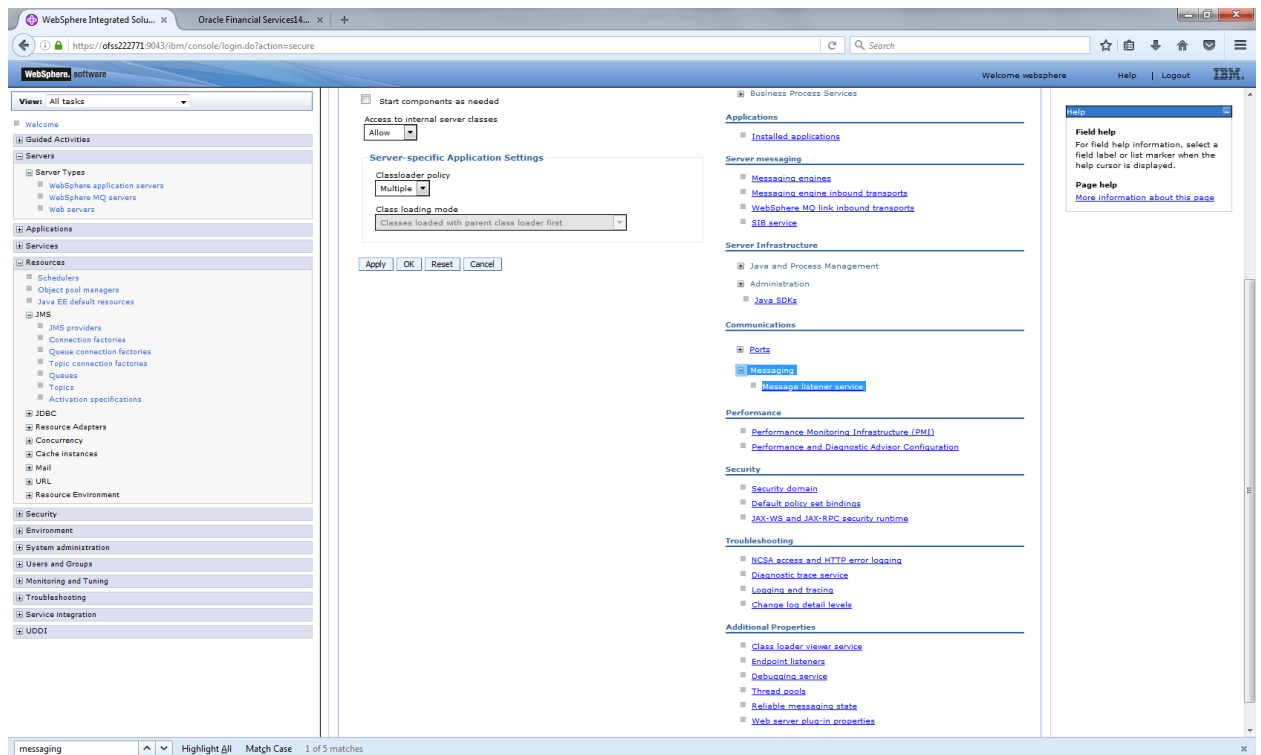 WebSphere Integrated Solu... ×
Oracle Financial Services14... ×
+
https://ofss222771:9043/ibm/console/login.do?action=secure
Search
WebSphere. software
Welcome websphere
Help | Logout
IBM.
View: All tasks
Welcome
Guided Activities
Servers
Server Types
WebSphere application servers
WebSphere MQ servers
Web servers
Applications
Services
Resources
Schedulers
Object pool managers
Java EE default resources
JMS
JMS providers
Connection factories
Queue connection factories
Topic connection factories
Queues
Topics
Activation specifications
JDBC
Resource Adapters
Concurrency
Cache instances
Mail
URL
Resource Environment
Security
Environment
System administration
Users and Groups
Monitoring and Tuning
Troubleshooting
Service integration
UDDI
Start components as needed
Access to internal server classes
Allow
Server-specific Application Settings
Classloader policy
Multiple
Class loading mode
Classes loaded with parent class loader first
Apply OK Reset Cancel
Business Process Services
Applications
Installed applications
Server messaging
Messaging engines
Messaging engine inbound transports
WebSphere MQ link inbound transports
SIB service
Server Infrastructure
Java and Process Management
Administration
Java SDKs
Communications
Ports
Messaging
Message listener service
Performance
Performance Monitoring Infrastructure (PMI)
Performance and Diagnostic Advisor Configuration
Security
Security domain
Default policy set bindings
JAX-WS and JAX-RPC security runtime
Troubleshooting
NCSA access and HTTP error logging
Diagnostic trace service
Logging and tracing
Change log detail levels
Additional Properties
Class loader viewer service
Endpoint listeners
Debugging service
Thread pools
Reliable messaging state
Web server plug-in properties
Help
Field help
For field help information, select a
field label or list marker when the
help cursor is displayed.
Page help
More information about this page
messaging
Highlight All
Match Case
1 of 5 matches